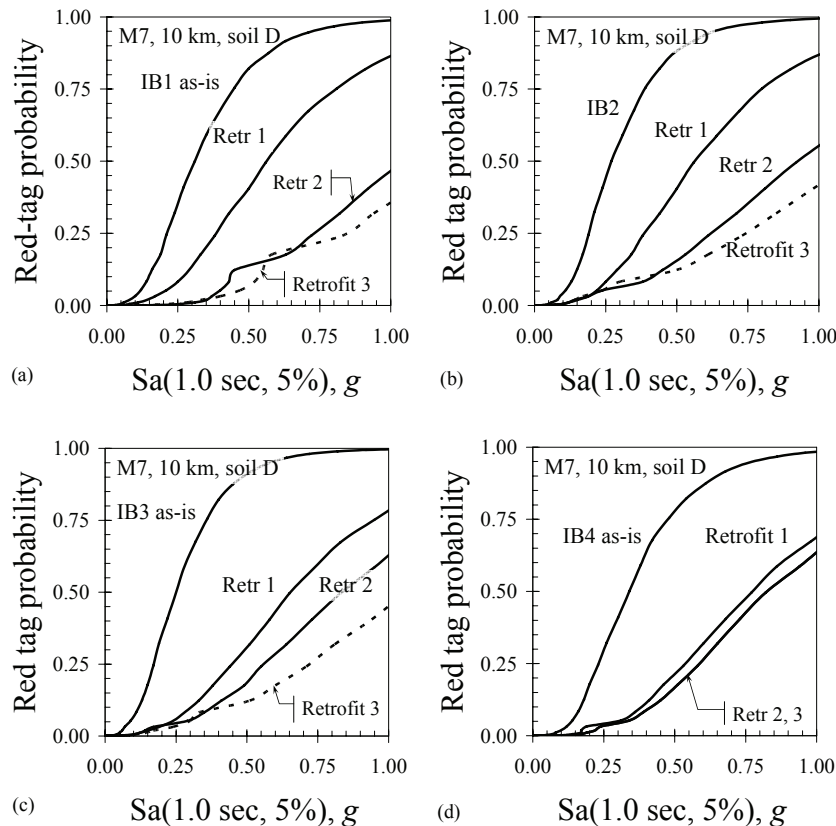 M7, 10 km, soil D
IB1 as-is
Retr 1
Retr 2
Retrofit 3
Red-tag probability
1.00
0.75
0.50
0.25
0.00
0.00 0.25 0.50 0.75 1.00
(a)
Sa(1.0 sec, 5%), g
M7, 10 km, soil D
IB2
Retr 1
Retr 2
Retrofit 3
Red tag probability
1.00
0.75
0.50
0.25
0.00
0.00 0.25 0.50 0.75 1.00
(b)
Sa(1.0 sec, 5%), g
M7, 10 km, soil D
IB3 as-is
Retr 1
Retr 2
Retrofit 3
Red tag probability
1.00
0.75
0.50
0.25
0.00
0.00 0.25 0.50 0.75 1.00
(c)
Sa(1.0 sec, 5%), g
M7, 10 km, soil D
IB4 as-is
Retrofit 1
Retr 2, 3
Red tag probability
1.00
0.75
0.50
0.25
0.00
0.00 0.25 0.50 0.75 1.00
(d)
Sa(1.0 sec, 5%), g